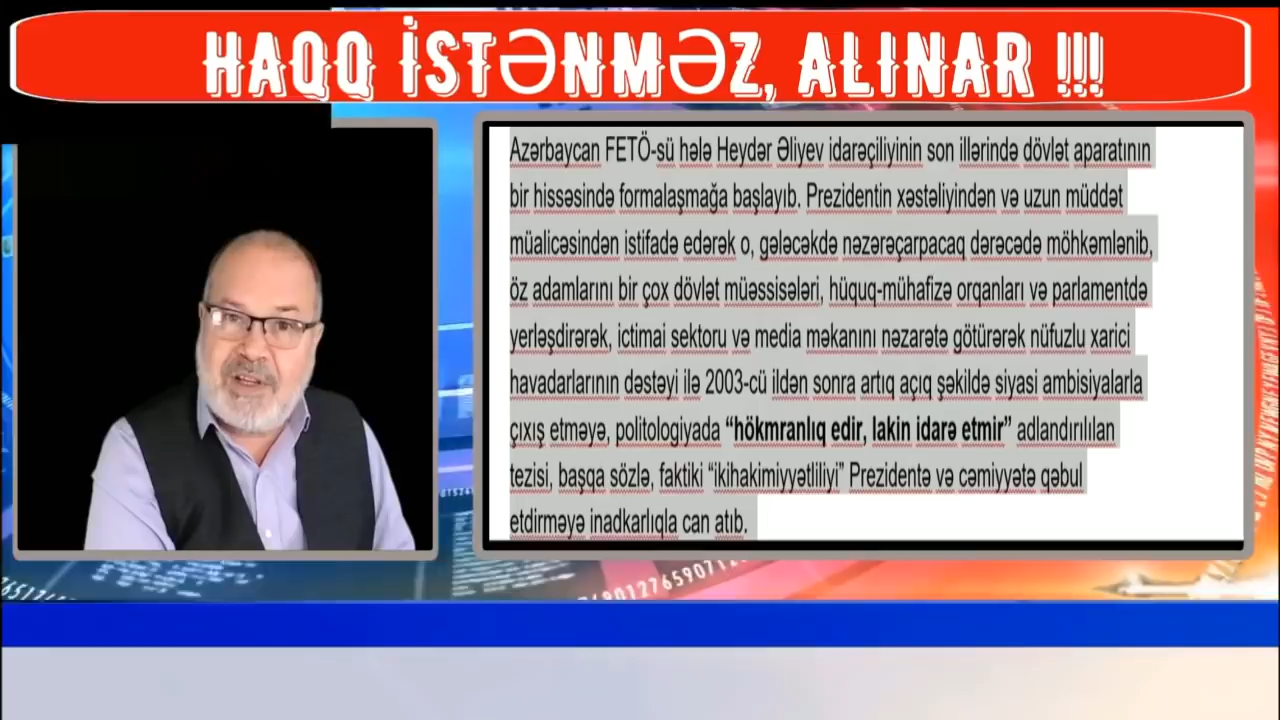 HAQQ İSTƏNMƏZ, ALINAR !!!
Azərbaycan FETÖ-sü hələ Heydər Əliyev idarəçiliyinin son illərində dövlət aparatının
bir hissəsində formalaşmağa başlayıb. Prezidentin xəstəliyindən və uzun müddət
müalicəsindən istifadə edərək o, gələcəkdə nəzərəçarpacaq dərəcədə möhkəmlənib,
öz adamlarını bir çox dövlət müəssisələri, hüquq-mühafizə orqanları və parlamentdə
yerləşdirərək, ictimai sektoru və media məkanını nəzarətə götürərək nüfuzlu xarici
havadarlarının dəstəyi ilə 2003-cü ildən sonra artıq açıq şəkildə siyasi ambisiyalarla
çıxış etməyə, politologiyada “hökmranlıq edir, lakin idarə etmir” adlandırılılan
tezisi, başqa sözlə, faktiki “ikihakimiyyətliliyi” Prezidentə və cəmiyyətə qəbul
etdirməyə inadkarlıqla can atıb.